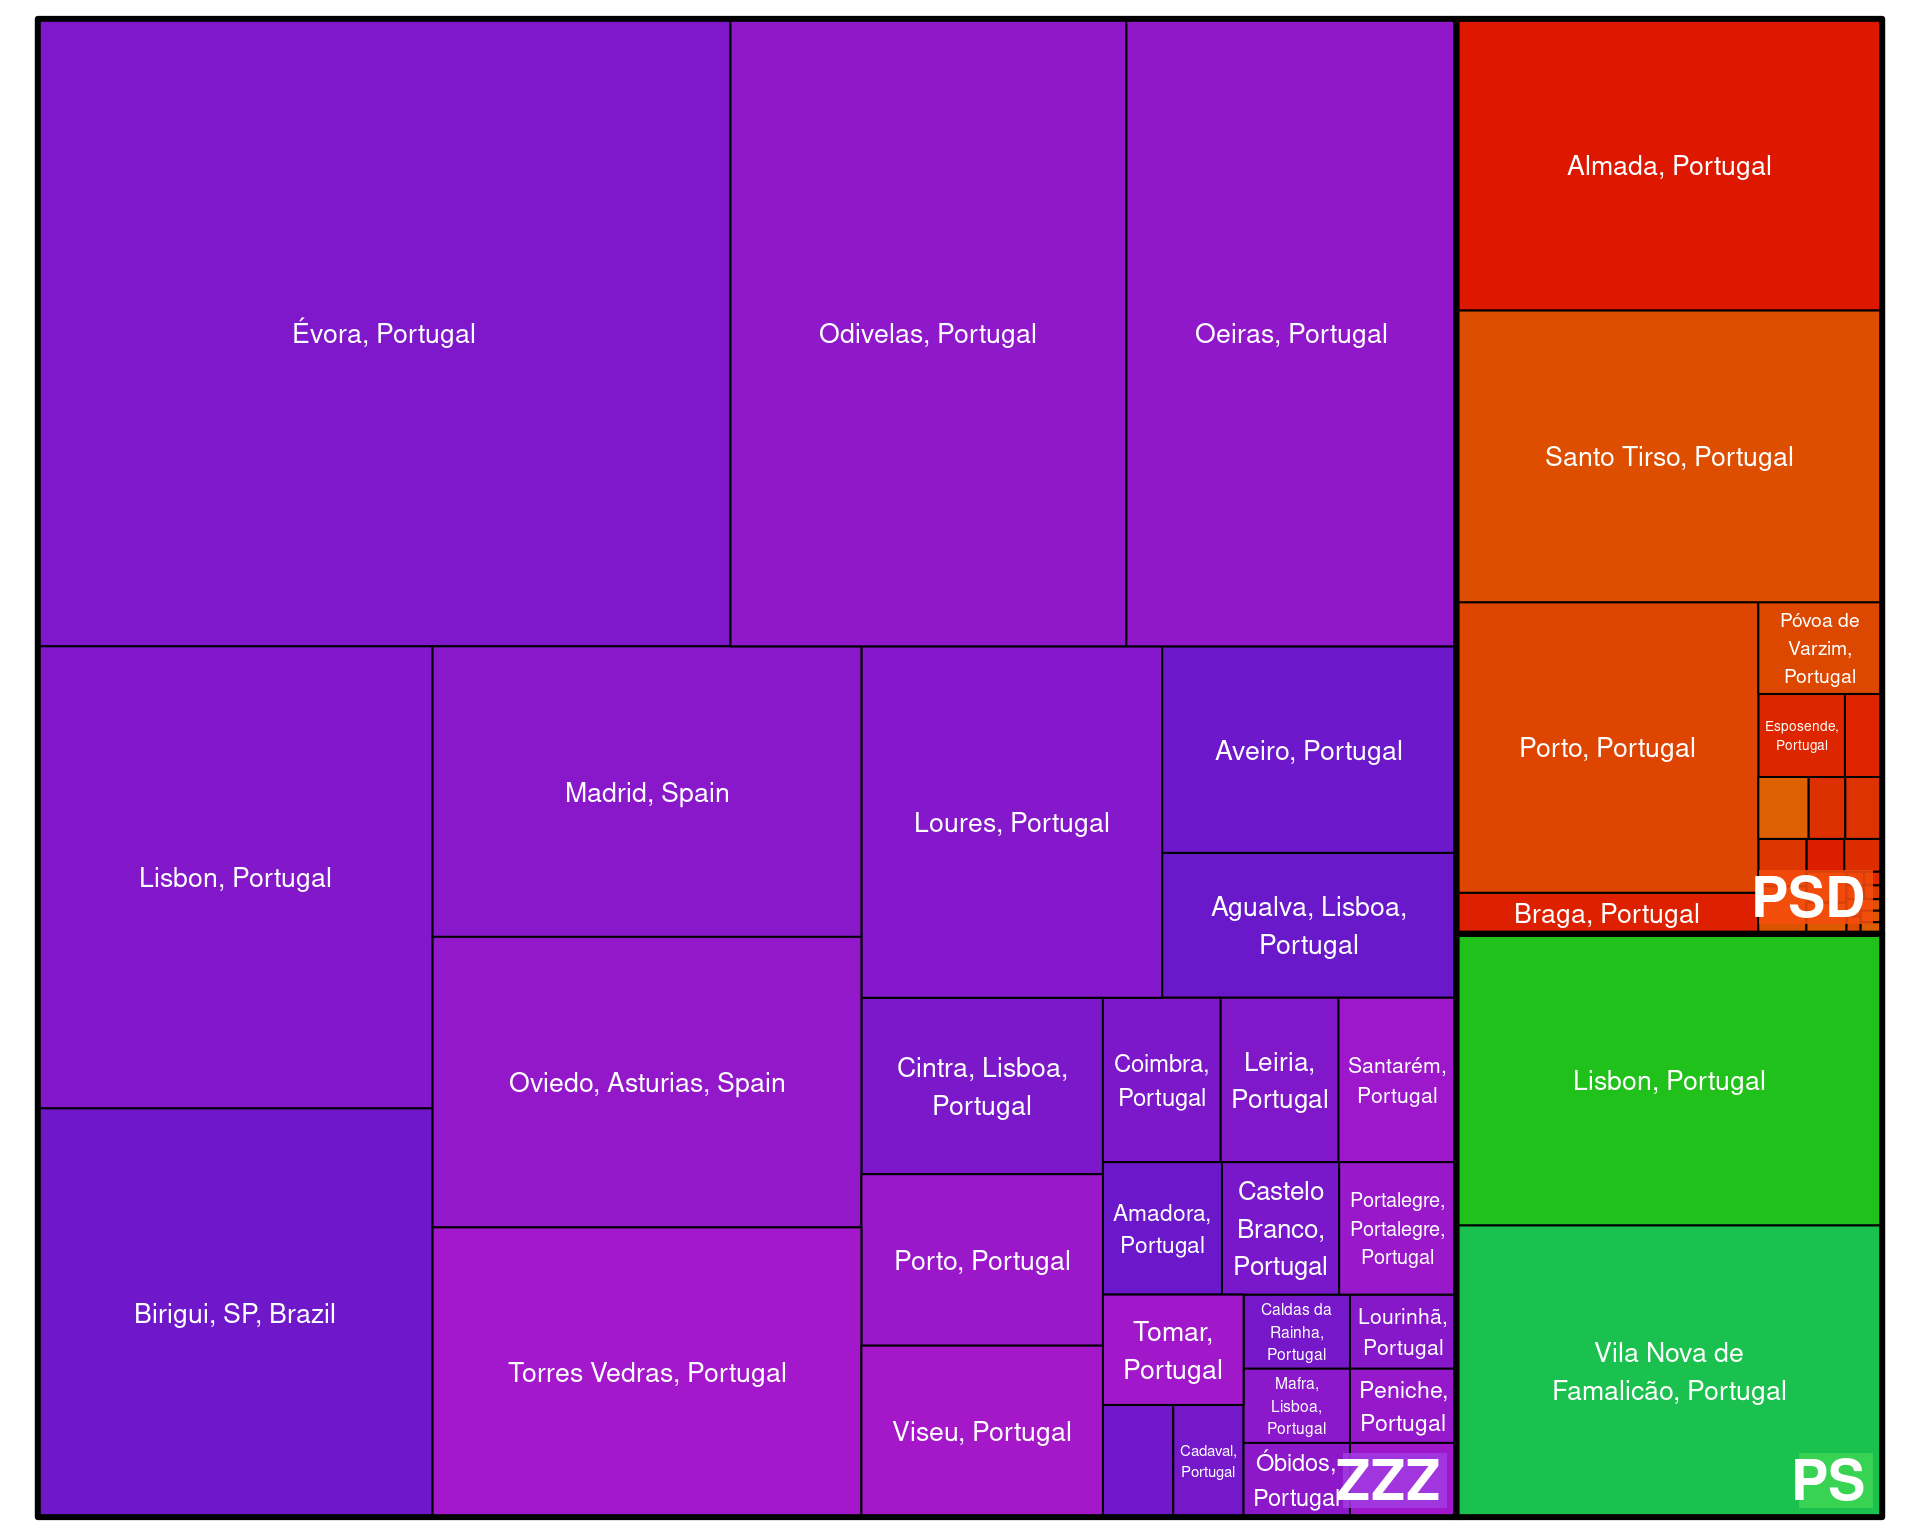 Évora, Portugal
Odivelas, Portugal
Oeiras, Portugal
Almada, Portugal
Santo Tirso, Portugal
Porto, Portugal
Póvoa de
Varzim,
Portugal
Esposende,
Portugal
Braga, Portugal
PSD
Lisbon, Portugal
Madrid, Spain
Loures, Portugal
Aveiro, Portugal
Agualva, Lisboa,
Portugal
Oviedo, Asturias, Spain
Cintra, Lisboa,
Portugal
Coimbra,
Portugal
Leiria,
Portugal
Santarém,
Portugal
Amadora,
Portugal
Castelo
Branco,
Portugal
Portalegre,
Portalegre,
Portugal
Birigui, SP, Brazil
Torres Vedras, Portugal
Porto, Portugal
Viseu, Portugal
Tomar,
Portugal
Caldas da
Rainha,
Portugal
Lourinhã,
Portugal
Mafra,
Lisboa,
Portugal
Peniche,
Portugal
Cadaval,
Portugal
Óbidos,
Portugal
ZZZ
Lisbon, Portugal
Vila Nova de
Famalicão, Portugal
PS